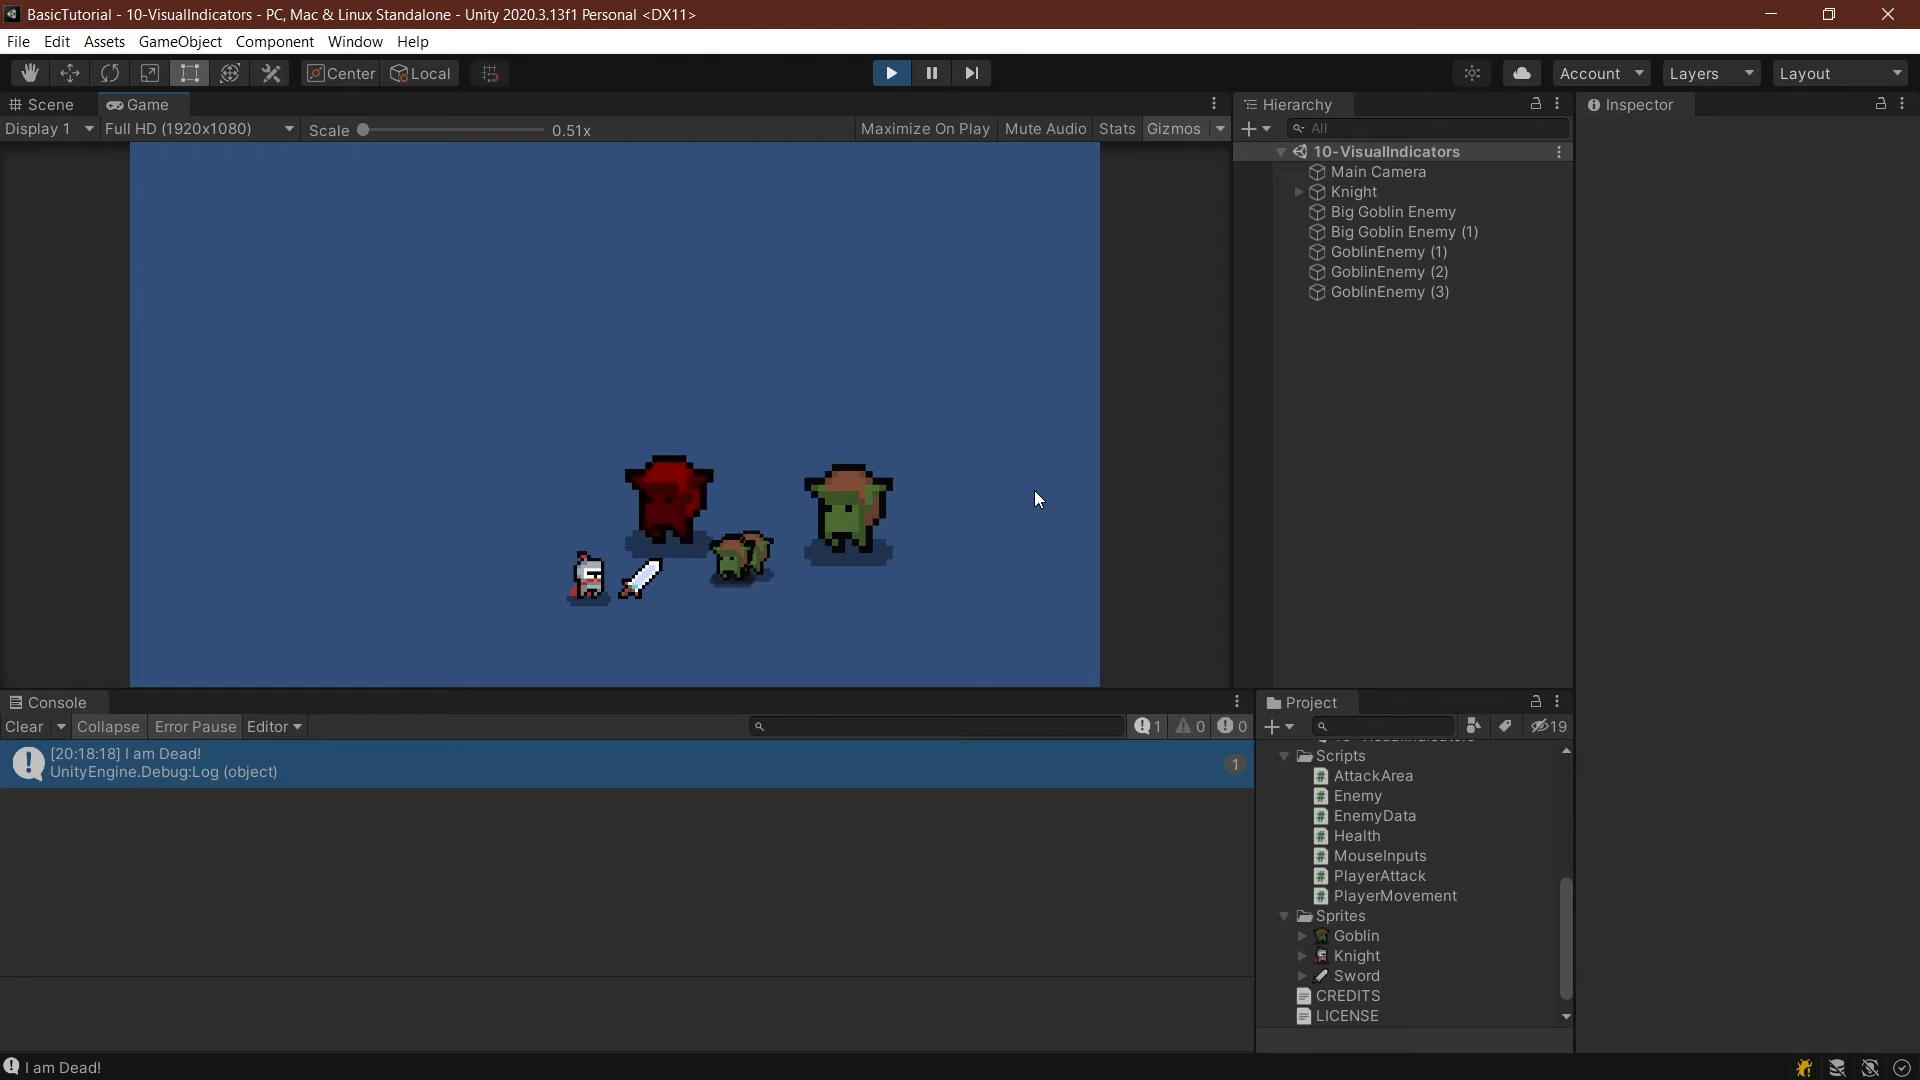 BasicTutorial - 10-VisualIndicators - PC, Mac & Linux Standalone - Unity 2020.3.13f1 Personal <DX11>
File Edit Assets GameObject Component Window Help
Center Local Account Layers Layout
Scene Game
Display 1 Full HD (1920x1080) Scale 0.51x Maximize On Play Mute Audio Stats Gizmos
Hierarchy
All
10-VisualIndicators
Main Camera
Knight
Big Goblin Enemy
Big Goblin Enemy (1)
GoblinEnemy (1)
GoblinEnemy (2)
GoblinEnemy (3)
Inspector
Console
Clear Collapse Error Pause Editor 1 0 0
[20:18:18] I am Dead!
UnityEngine.Debug:Log (object)
1
Project
19
Scripts
AttackArea
Enemy
EnemyData
Health
MouseInputs
PlayerAttack
PlayerMovement
Sprites
Goblin
Knight
Sword
CREDITS
LICENSE
I am Dead!